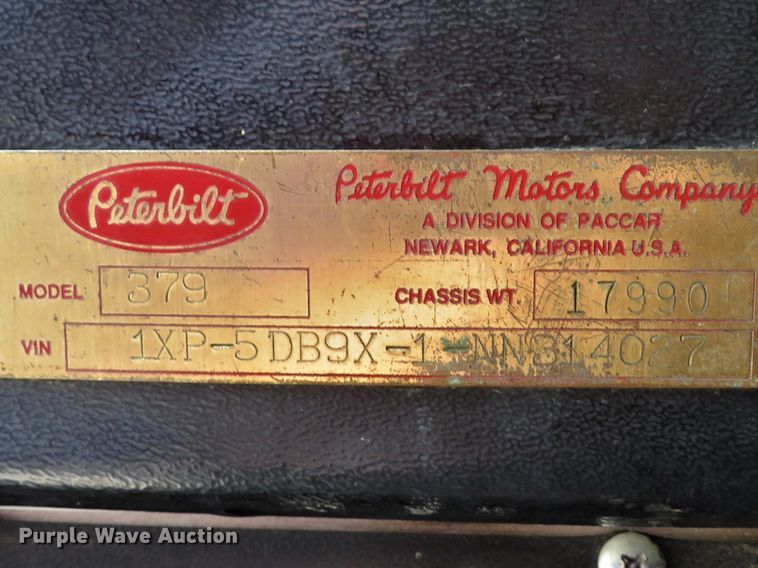 Peterbilt
Peterbilt Motors Company
A DIVISION OF PACCAR
NEWARK, CALIFORNIA U.S.A.
MODEL 379 CHASSIS WT. 17990
VIN 1XP-5DB9X-1-NN314027
Purple Wave Auction